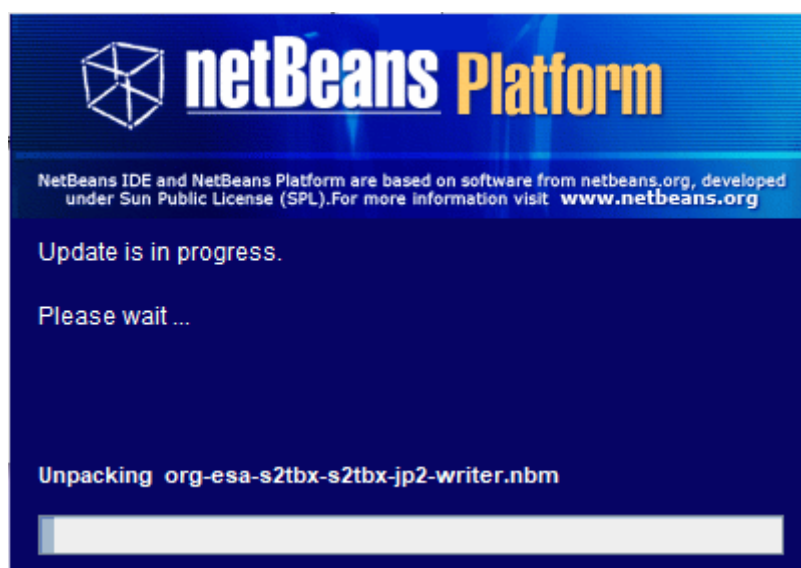 netBeans Platform
NetBeans IDE and NetBeans Platform are based on software from netbeans.org, developed
under Sun Public License (SPL).For more information visit www.netbeans.org
Update is in progress.
Please wait ...
Unpacking org-esa-s2tbx-s2tbx-jp2-writer.nbm